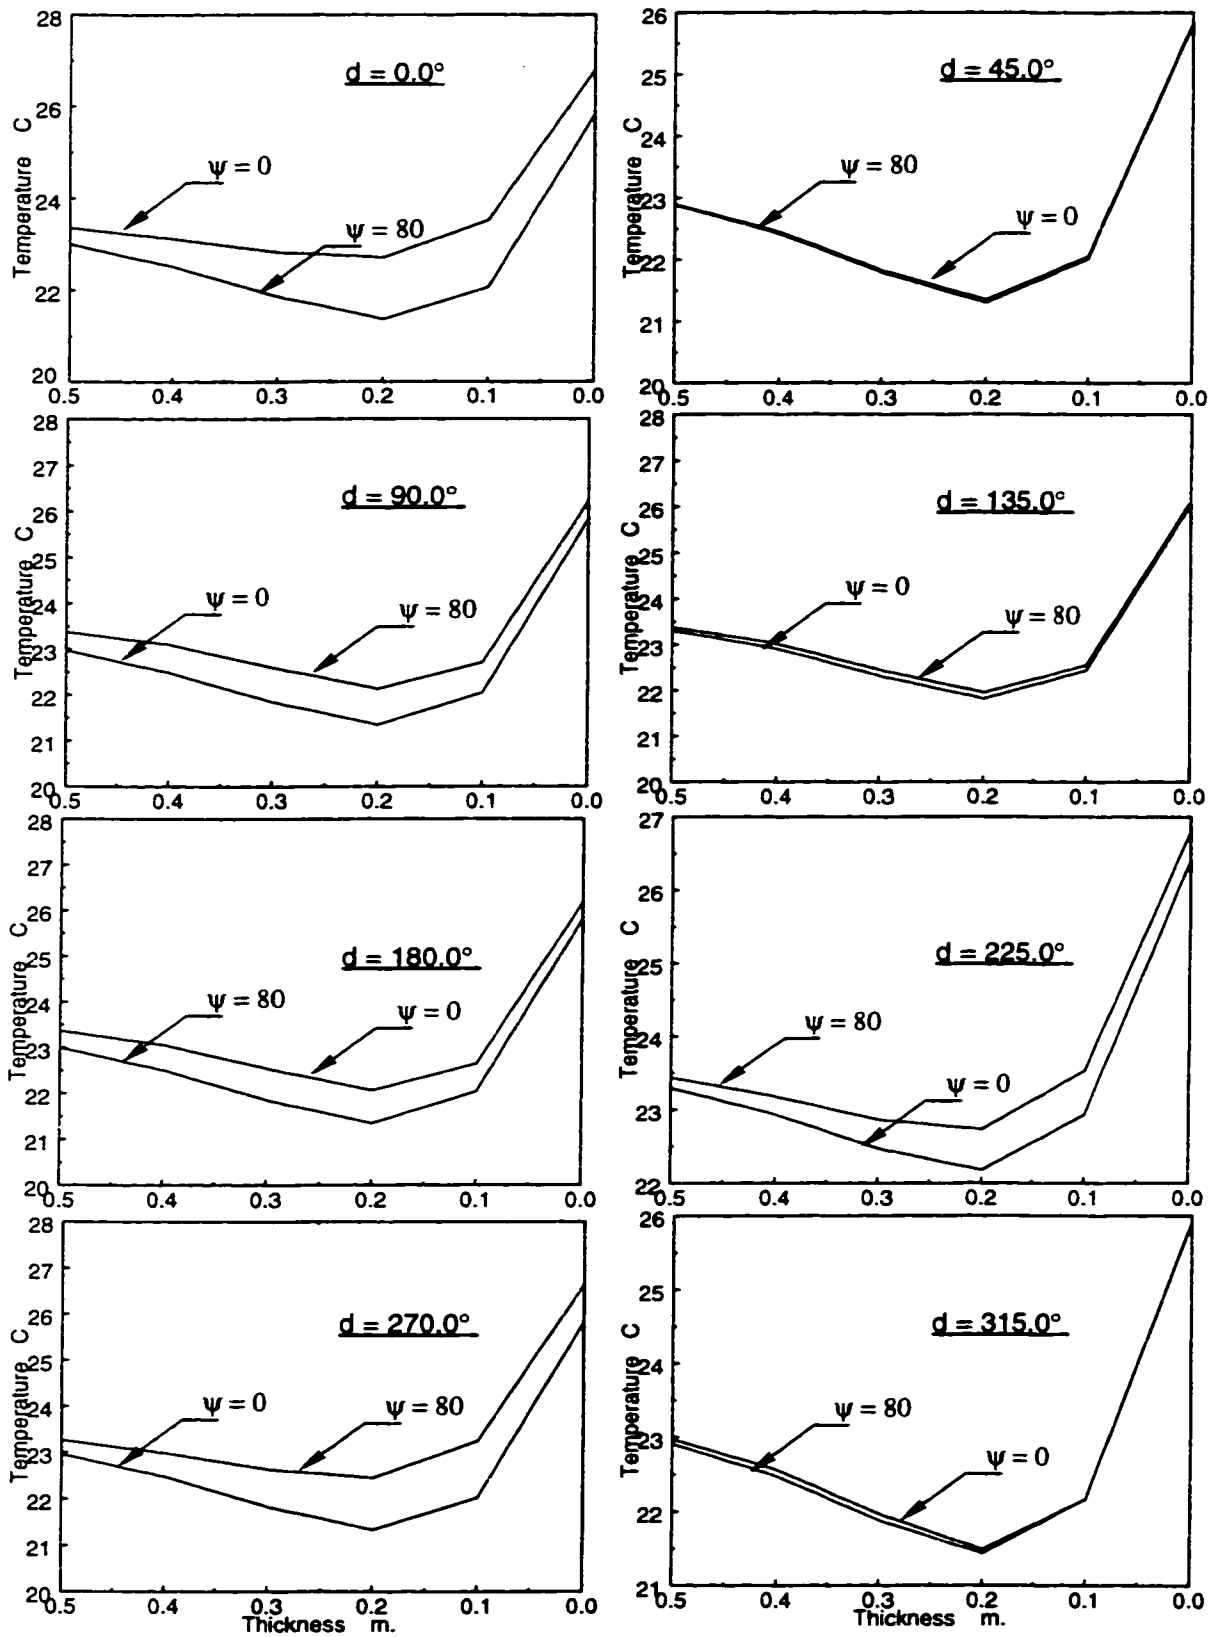 28
26
24
22
20
Temperature C
d = 0.0°
ψ = 0
ψ = 80
0.5 0.4 0.3 0.2 0.1 0.0
26
25
24
23
22
21
20
Temperature C
d = 45.0°
ψ = 80
ψ = 0
0.5 0.4 0.3 0.2 0.1 0.0
28
27
26
25
24
23
22
21
20
Temperature C
d = 90.0°
ψ = 0
ψ = 80
0.5 0.4 0.3 0.2 0.1 0.0
28
27
26
25
24
23
22
21
20
Temperature C
d = 135.0°
ψ = 0
ψ = 80
0.5 0.4 0.3 0.2 0.1 0.0
28
27
26
25
24
23
22
21
20
Temperature C
d = 180.0°
ψ = 80
ψ = 0
0.5 0.4 0.3 0.2 0.1 0.0
27
26
25
24
23
22
Temperature C
d = 225.0°
ψ = 80
ψ = 0
0.5 0.4 0.3 0.2 0.1 0.0
28
27
26
25
24
23
22
21
20
Temperature C
d = 270.0°
ψ = 0
ψ = 80
0.5 0.4 0.3 0.2 0.1 0.0
Thickness m.
26
25
24
23
22
21
Temperature C
d = 315.0°
ψ = 80
ψ = 0
0.5 0.4 0.3 0.2 0.1 0.0
Thickness m.